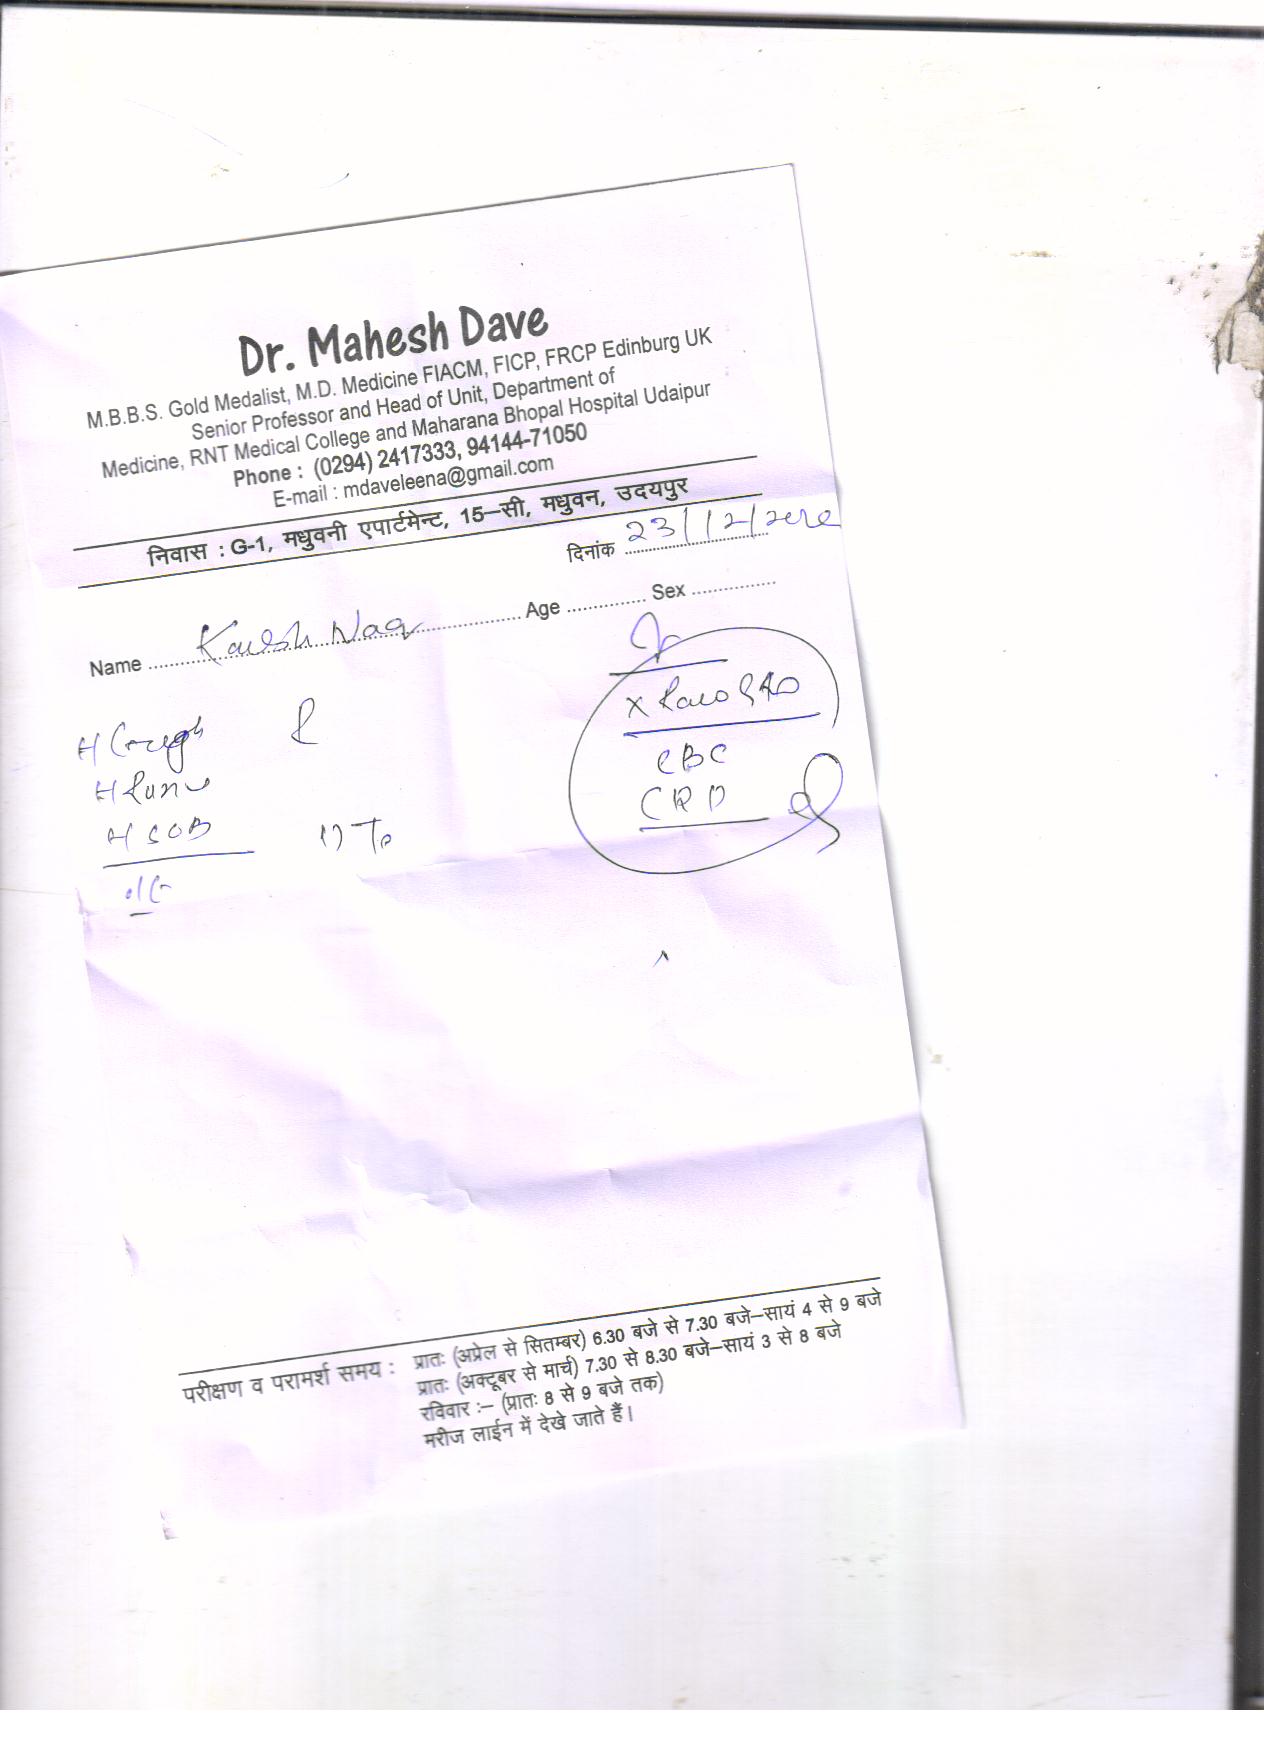 Dr. Mahesh Dave
M.B.B.S. Gold Medalist, M.D. Medicine FIACM, FICP, FRCP Edinburg UK
Senior Professor and Head of Unit, Department of
Medicine, RNT Medical College and Maharana Bhopal Hospital Udaipur
Phone : (0294) 2417333, 94144-71050
E-mail : mdaveleena@gmail.com
निवास : G-1, मधुवनी एपार्टमेन्ट, 15–सी, मधुवन, उदयपुर
दिनांक 23/12/
Name ........ Age ........ Sex ........
H Cough
H
H SOB
CBC
परीक्षण व परामर्श समय : प्रातः (अप्रेल से सितम्बर) 6.30 बजे से 7.30 बजे–सायं 4 से 9 बजे
प्रातः (अक्टूबर से मार्च) 7.30 से 8.30 बजे–सायं 3 से 8 बजे
रविवार :– (प्रातः 8 से 9 बजे तक)
मरीज लाईन में देखे जाते हैं।